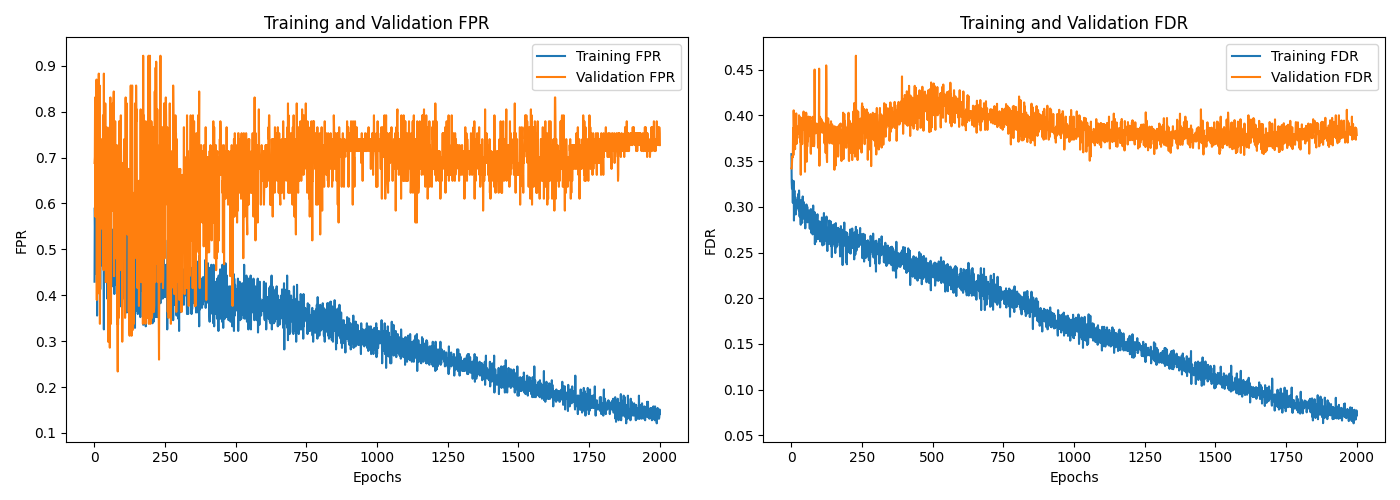 Training and Validation FPR
Training FPR
Validation FPR
FPR
0.9
0.8
0.7
0.6
0.5
0.4
0.3
0.2
0.1
0 250 500 750 1000 1250 1500 1750 2000
Epochs
Training and Validation FDR
Training FDR
Validation FDR
FDR
0.45
0.40
0.35
0.30
0.25
0.20
0.15
0.10
0.05
0 250 500 750 1000 1250 1500 1750 2000
Epochs